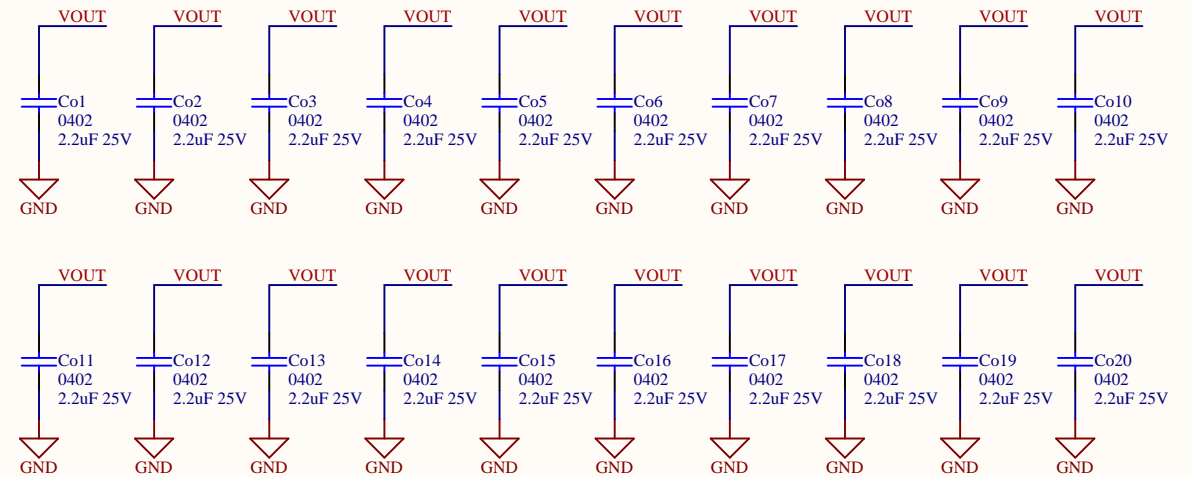 VOUT VOUT VOUT VOUT VOUT VOUT VOUT VOUT VOUT VOUT
Co1 Co2 Co3 Co4 Co5 Co6 Co7 Co8 Co9 Co10
0402 0402 0402 0402 0402 0402 0402 0402 0402 0402
2.2uF 25V 2.2uF 25V 2.2uF 25V 2.2uF 25V 2.2uF 25V 2.2uF 25V 2.2uF 25V 2.2uF 25V 2.2uF 25V 2.2uF 25V
GND GND GND GND GND GND GND GND GND GND
VOUT VOUT VOUT VOUT VOUT VOUT VOUT VOUT VOUT VOUT
Co11 Co12 Co13 Co14 Co15 Co16 Co17 Co18 Co19 Co20
0402 0402 0402 0402 0402 0402 0402 0402 0402 0402
2.2uF 25V 2.2uF 25V 2.2uF 25V 2.2uF 25V 2.2uF 25V 2.2uF 25V 2.2uF 25V 2.2uF 25V 2.2uF 25V 2.2uF 25V
GND GND GND GND GND GND GND GND GND GND